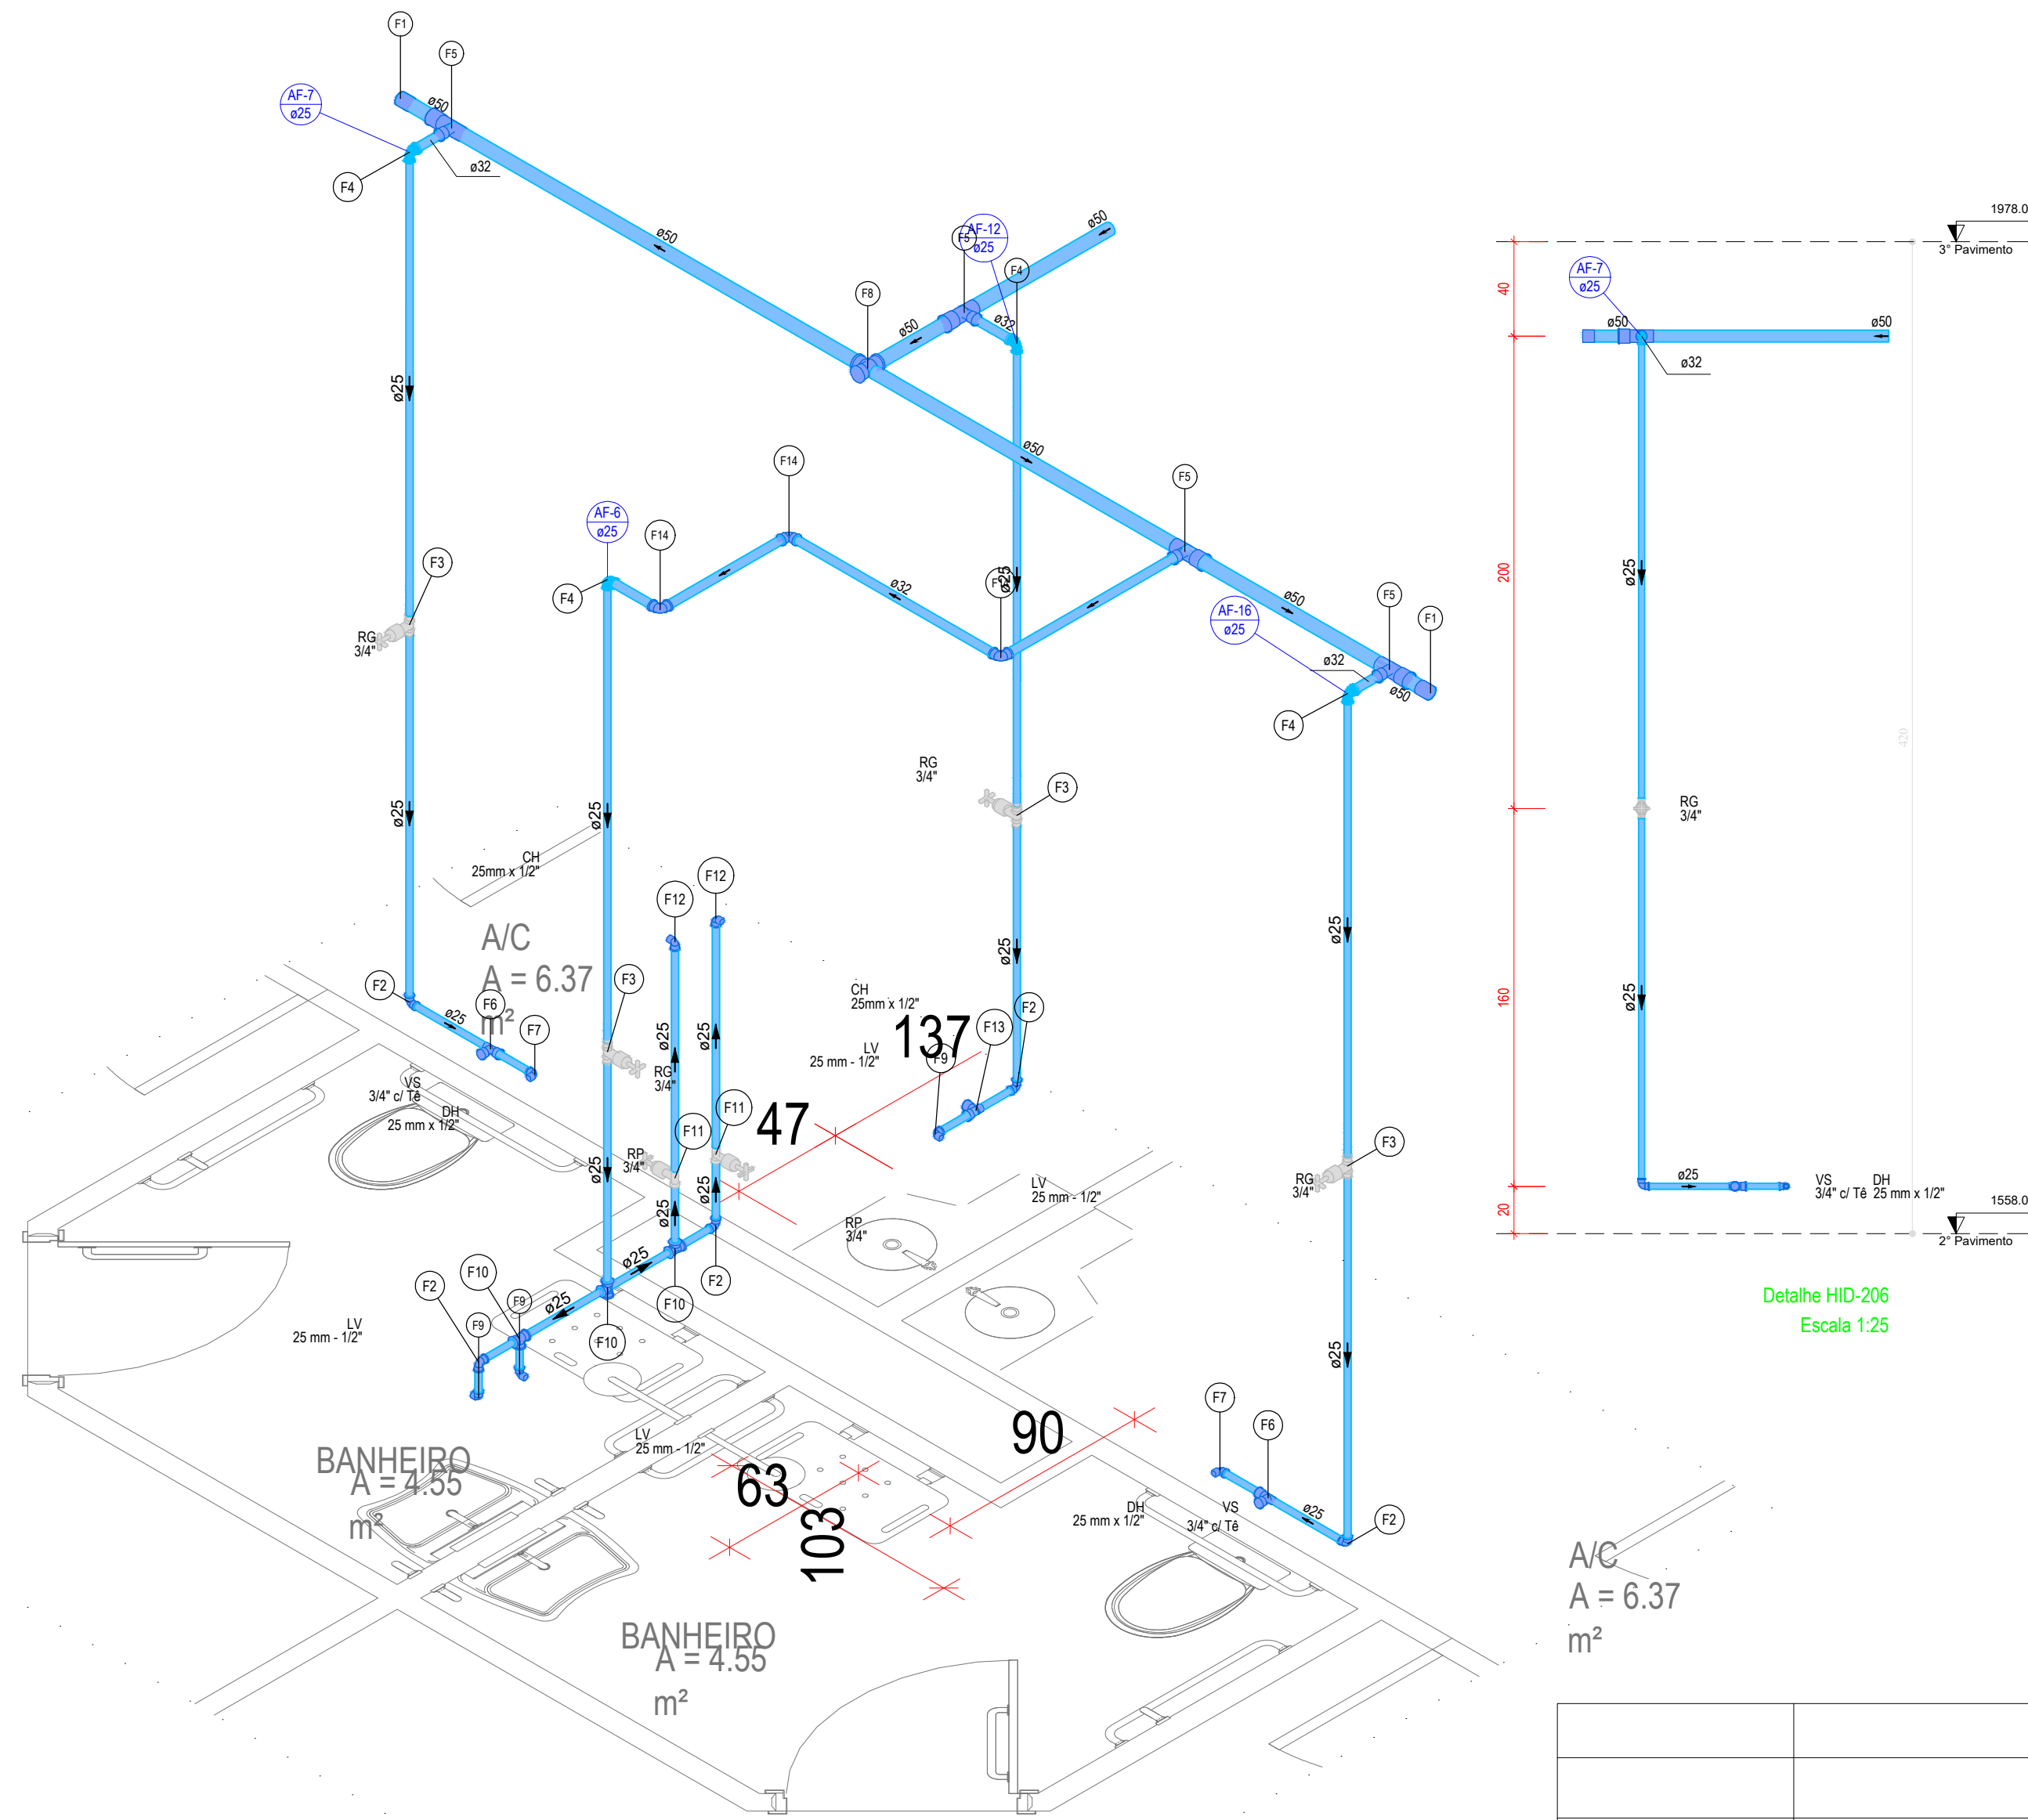 F1
F5
AF-7
ø25
ø50
F4
ø32
ø50
AF-12
ø25
F5
ø50
F4
F8
ø50
ø32
ø25
ø50
F14
F5
AF-6
ø25
F14
F4
F3
ø32
ø25
RG
3/4"
AF-16
ø25
ø50
F5
F1
ø32
ø50
F4
RG
3/4"
F3
ø25
ø25
CH
25mm x 1/2"
F12
F12
A/C
A = 6.37
m²
ø25
ø25
F2
F6
ø25
F7
F3
ø25
ø25
CH
25mm x 1/2"
137
F13
F2
F9
LV
25 mm - 1/2"
RG
3/4"
VS
3/4" c/ Tê
DH
25 mm x 1/2"
47
F11
F11
RP
3/4"
ø25
ø25
ø25
F3
RG
3/4"
LV
25 mm - 1/2"
RP
3/4"
ø25
F2
F10
F2
F9
F9
ø25
F10
F10
LV
25 mm - 1/2"
ø25
F7
F6
90
LV
25 mm - 1/2"
BANHEIRO
A = 4.55
m²
63
103
DH
25 mm x 1/2"
VS
3/4" c/ Tê
ø25
F2
BANHEIRO
A = 4.55
m²
A/C
A = 6.37
m²
1978.0
3° Pavimento
AF-7
ø25
40
ø50
ø50
ø32
200
ø25
420
RG
3/4"
160
ø25
ø25
VS
3/4" c/ Tê
DH
25 mm x 1/2"
20
1558.0
2° Pavimento
Detalhe HID-206
Escala 1:25